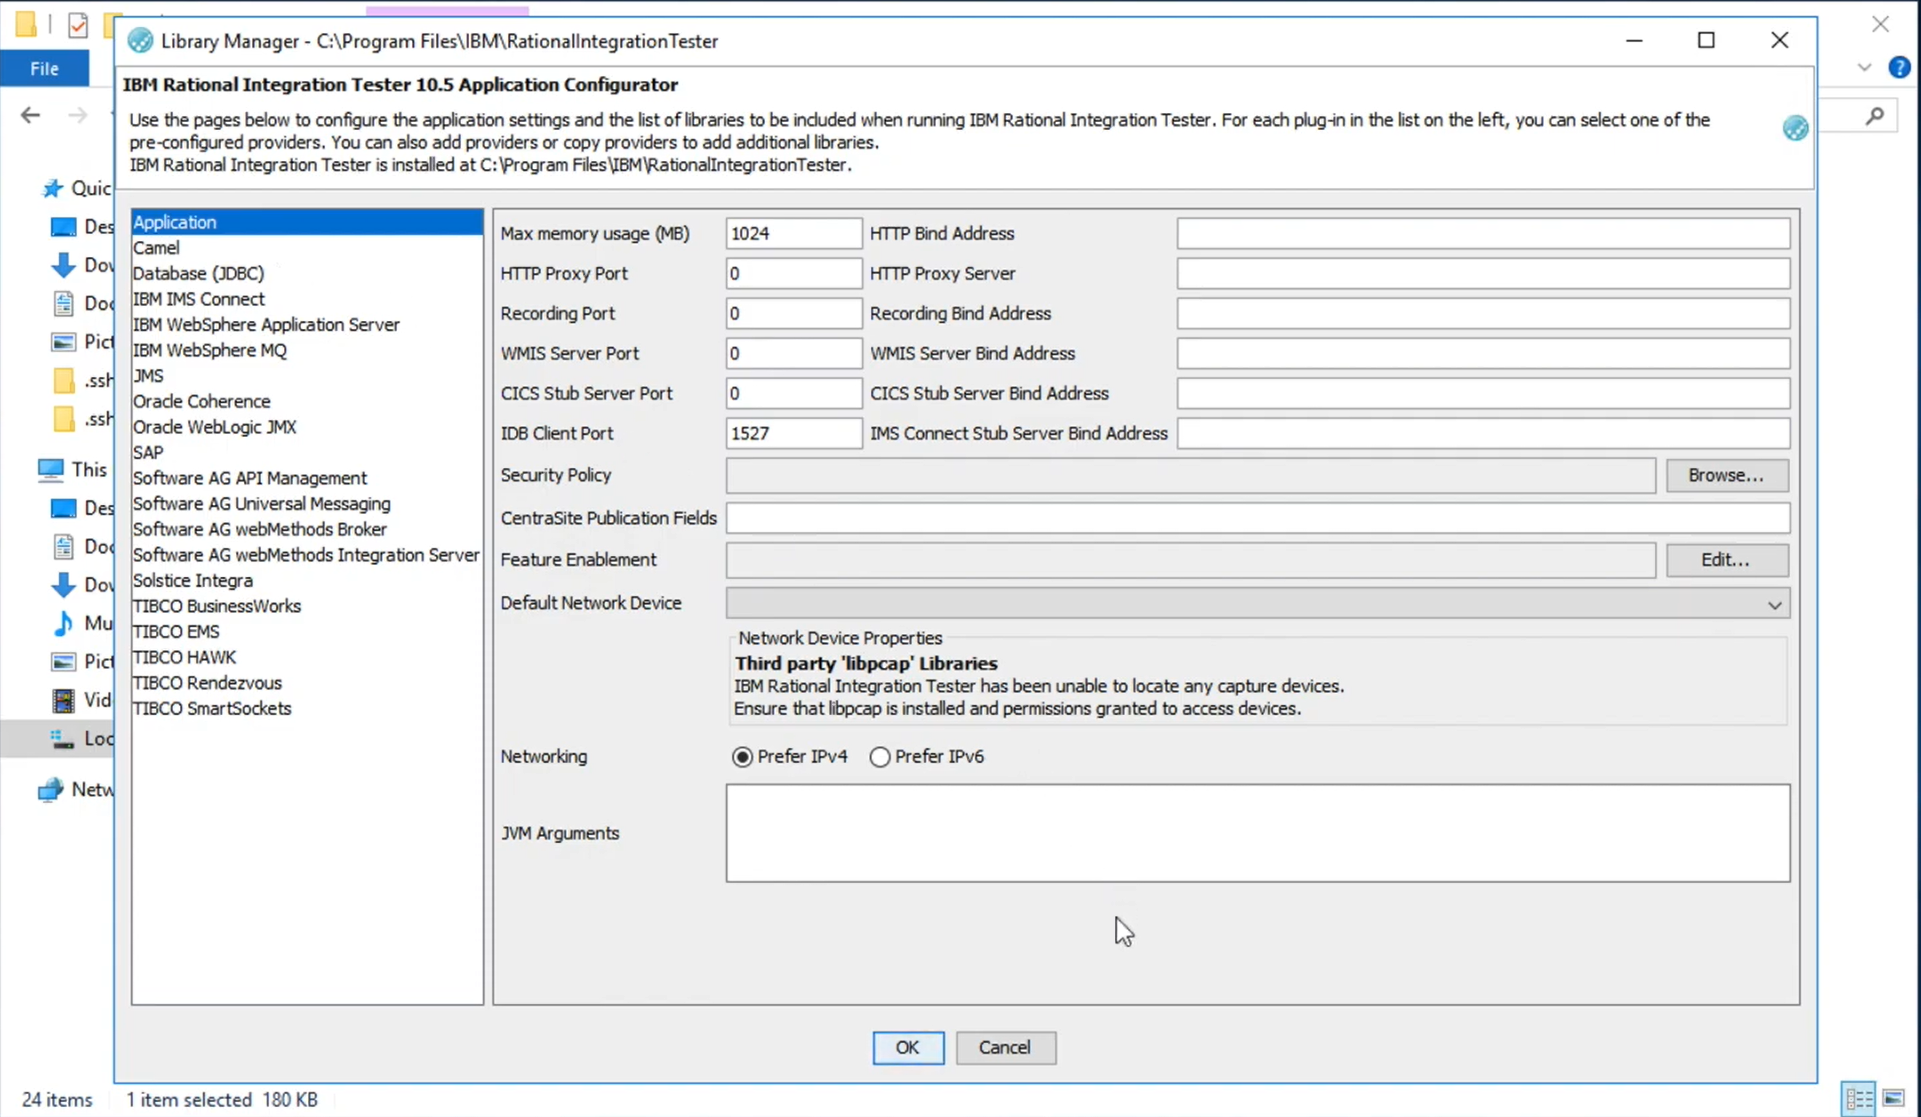 Library Manager - C:\Program Files\IBM\RationalIntegrationTester
File
IBM Rational Integration Tester 10.5 Application Configurator
Use the pages below to configure the application settings and the list of libraries to be included when running IBM Rational Integration Tester. For each plug-in in the list on the left, you can select one of the
pre-configured providers. You can also add providers or copy providers to add additional libraries.
IBM Rational Integration Tester is installed at C:\Program Files\IBM\RationalIntegrationTester.
Quic
Des
Dov
Doc
Pict
.ssh
.ssh
This
Des
Doc
Dov
Mu
Pict
Vid
Loc
Netw
Application
Camel
Database (JDBC)
IBM IMS Connect
IBM WebSphere Application Server
IBM WebSphere MQ
JMS
Oracle Coherence
Oracle WebLogic JMX
SAP
Software AG API Management
Software AG Universal Messaging
Software AG webMethods Broker
Software AG webMethods Integration Server
Solstice Integra
TIBCO BusinessWorks
TIBCO EMS
TIBCO HAWK
TIBCO Rendezvous
TIBCO SmartSockets
Max memory usage (MB) 1024 HTTP Bind Address
HTTP Proxy Port 0 HTTP Proxy Server
Recording Port 0 Recording Bind Address
WMIS Server Port 0 WMIS Server Bind Address
CICS Stub Server Port 0 CICS Stub Server Bind Address
IDB Client Port 1527 IMS Connect Stub Server Bind Address
Security Policy Browse...
CentraSite Publication Fields
Feature Enablement Edit...
Default Network Device
Network Device Properties
Third party 'libpcap' Libraries
IBM Rational Integration Tester has been unable to locate any capture devices.
Ensure that libpcap is installed and permissions granted to access devices.
Networking Prefer IPv4 Prefer IPv6
JVM Arguments
OK Cancel
24 items 1 item selected 180 KB